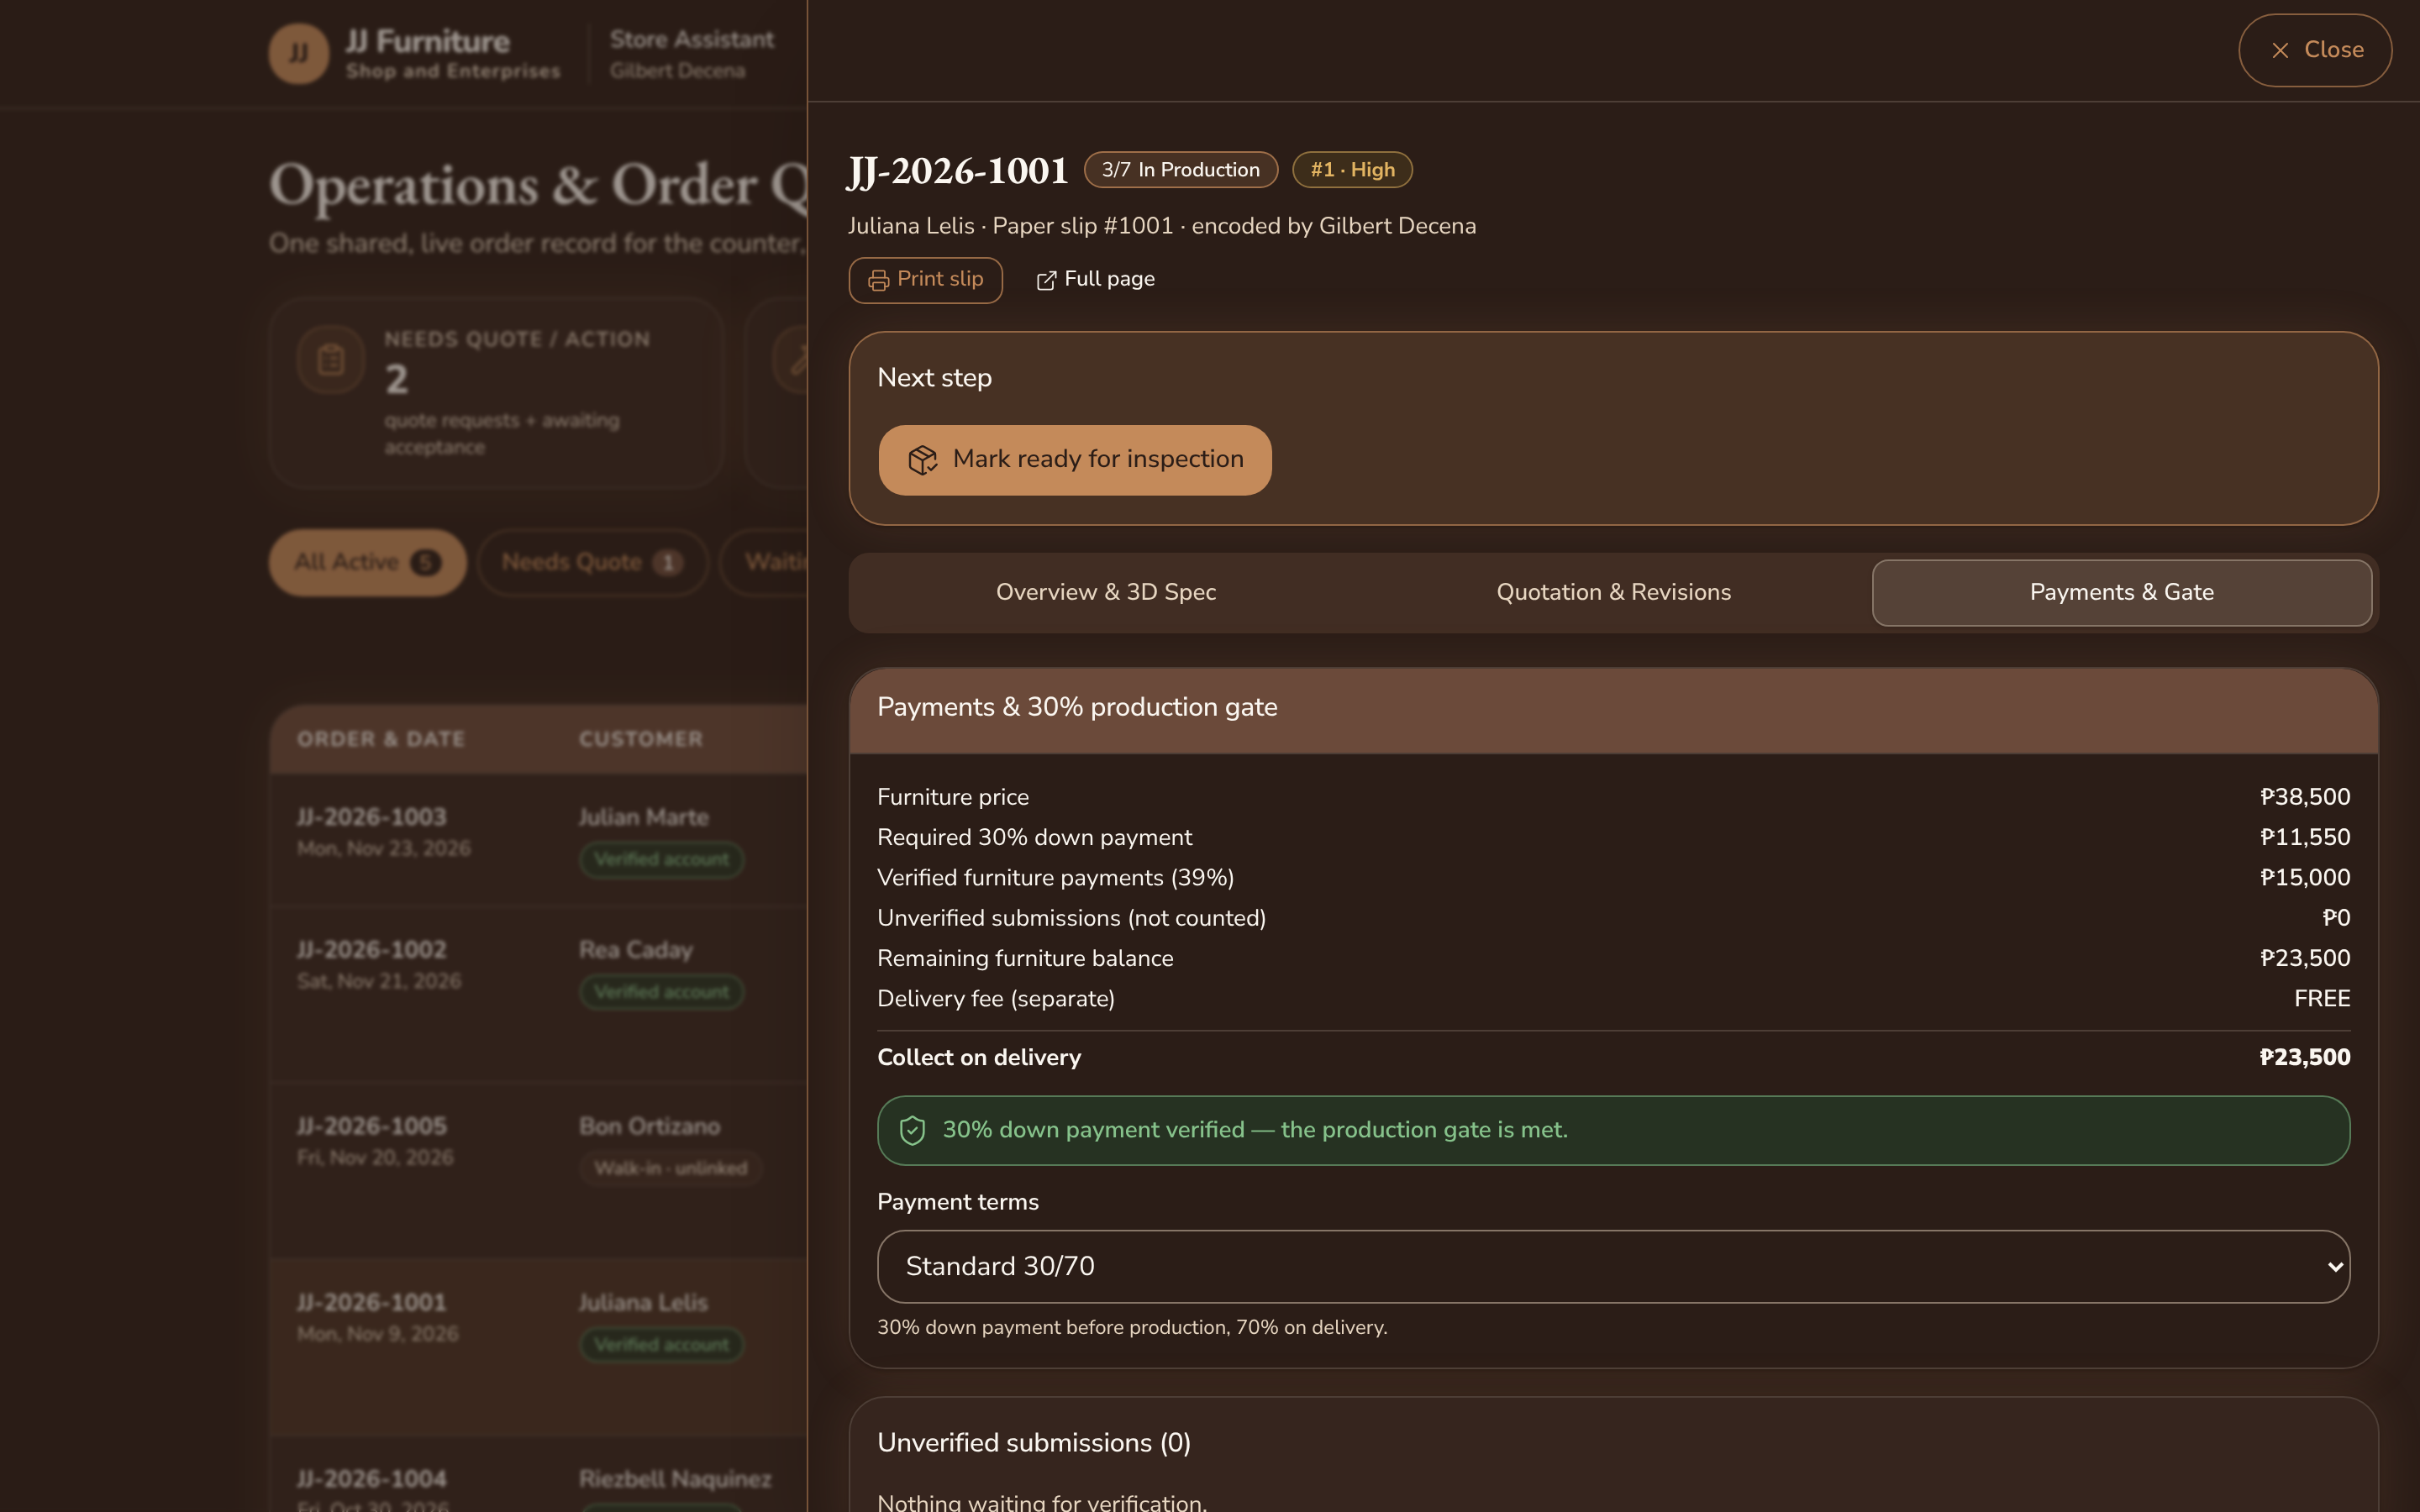 JJ
JJ Furniture
Shop and Enterprises
Store Assistant
Gilbert Decena
Operations & Order Q
One shared, live order record for the counter,
NEEDS QUOTE / ACTION
2
quote requests + awaiting
acceptance
All Active 5
Needs Quote 1
Waitin
ORDER & DATE
CUSTOMER
JJ-2026-1003
Mon, Nov 23, 2026
Julian Marte
Verified account
JJ-2026-1002
Sat, Nov 21, 2026
Rea Caday
Verified account
JJ-2026-1005
Fri, Nov 20, 2026
Bon Ortizano
Walk-in · unlinked
JJ-2026-1001
Mon, Nov 9, 2026
Juliana Lelis
Verified account
JJ-2026-1004
Fri, Oct 30, 2026
Riezbell Naquinez
Close
JJ-2026-1001
3/7 In Production
#1 · High
Juliana Lelis · Paper slip #1001 · encoded by Gilbert Decena
Print slip
Full page
Next step
Mark ready for inspection
Overview & 3D Spec
Quotation & Revisions
Payments & Gate
Payments & 30% production gate
Furniture price ₱38,500
Required 30% down payment ₱11,550
Verified furniture payments (39%) ₱15,000
Unverified submissions (not counted) ₱0
Remaining furniture balance ₱23,500
Delivery fee (separate) FREE
Collect on delivery ₱23,500
30% down payment verified — the production gate is met.
Payment terms
Standard 30/70
30% down payment before production, 70% on delivery.
Unverified submissions (0)
Nothing waiting for verification.